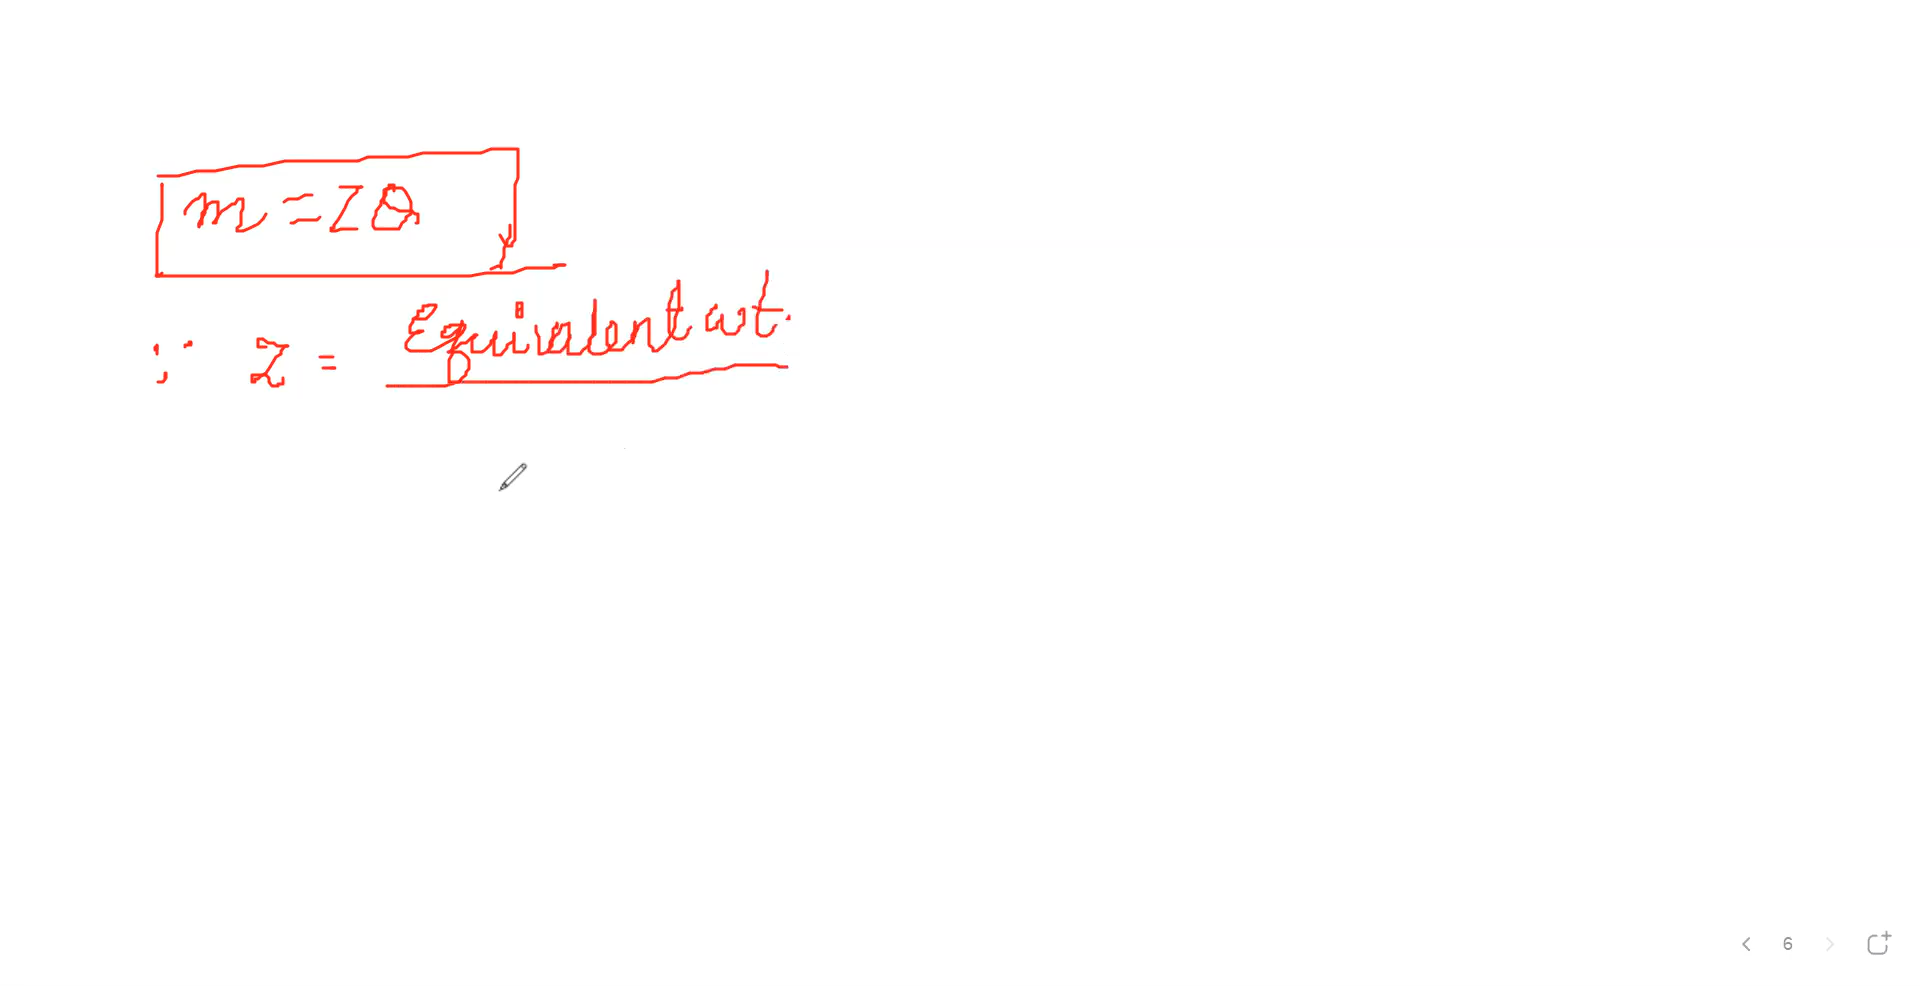 m = ZQ
∵ Z = Equivalent wt.
6